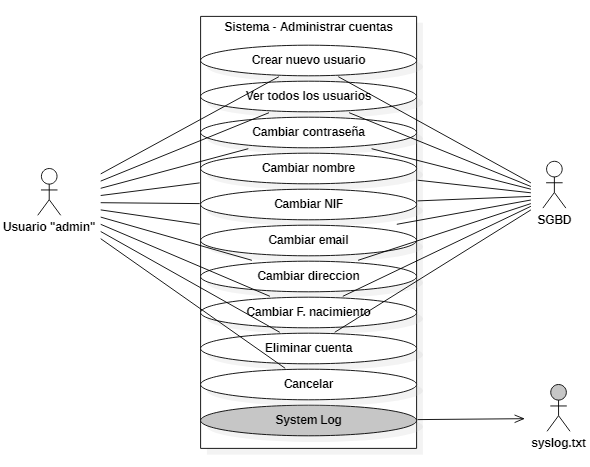 Sistema - Administrar cuentas
Crear nuevo usuario
Ver todos los usuarios
Cambiar contraseña
Cambiar nombre
Cambiar NIF
Cambiar email
Cambiar direccion
Cambiar F. nacimiento
Eliminar cuenta
Cancelar
System Log
Usuario "admin"
SGBD
syslog.txt